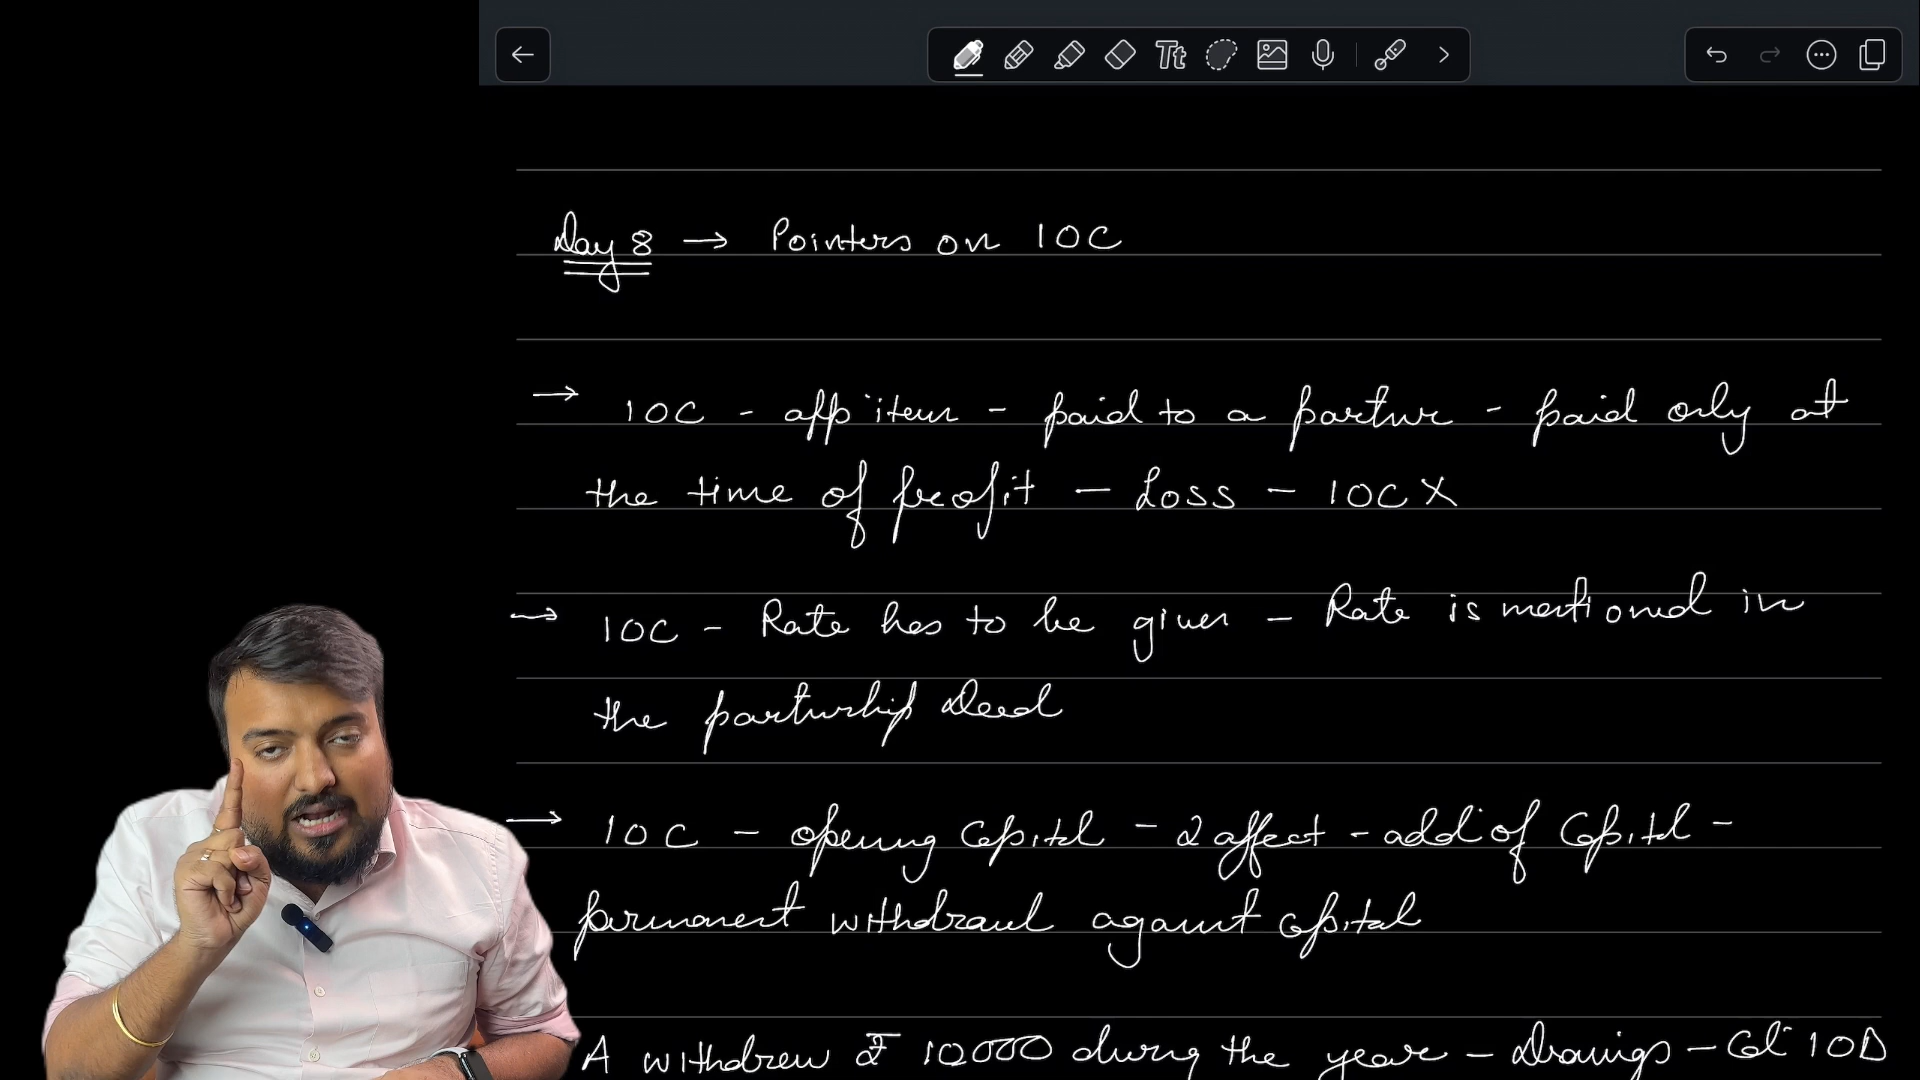 Tt
Day 8 → Pointers on IOC
→ IOC - app item - paid to a partner - paid only at
the time of profit - Loss - IOC X
→ IOC - Rate has to be given - Rate is mentioned in
the partnership Deed
→ IOC - opening Capital - 2 affect - addn of Capital -
permanent withdrawal against capital
A withdrew ₹ 10000 during the year - Drawings - Cal IOD